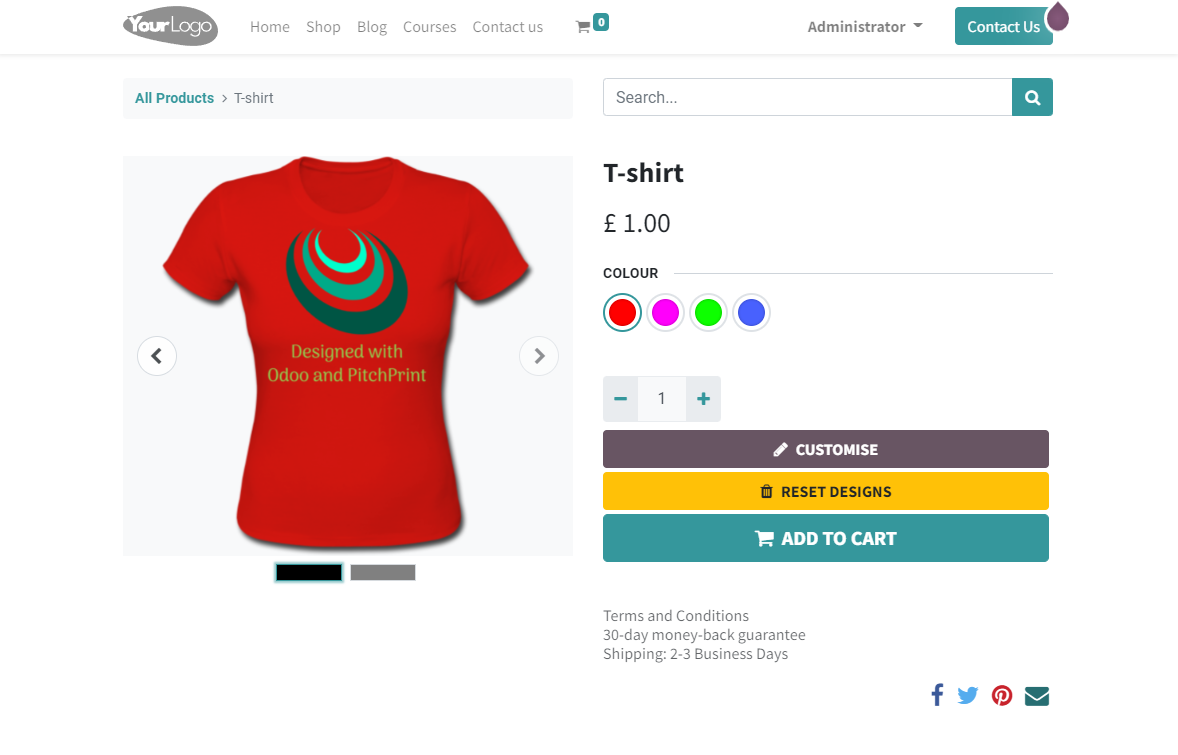 YourLogo
Home Shop Blog Courses Contact us 0 Administrator Contact Us
All Products > T-shirt
Search...
T-shirt
£ 1.00
COLOUR
Designed with
Odoo and PitchPrint
1
CUSTOMISE
RESET DESIGNS
ADD TO CART
Terms and Conditions
30-day money-back guarantee
Shipping: 2-3 Business Days